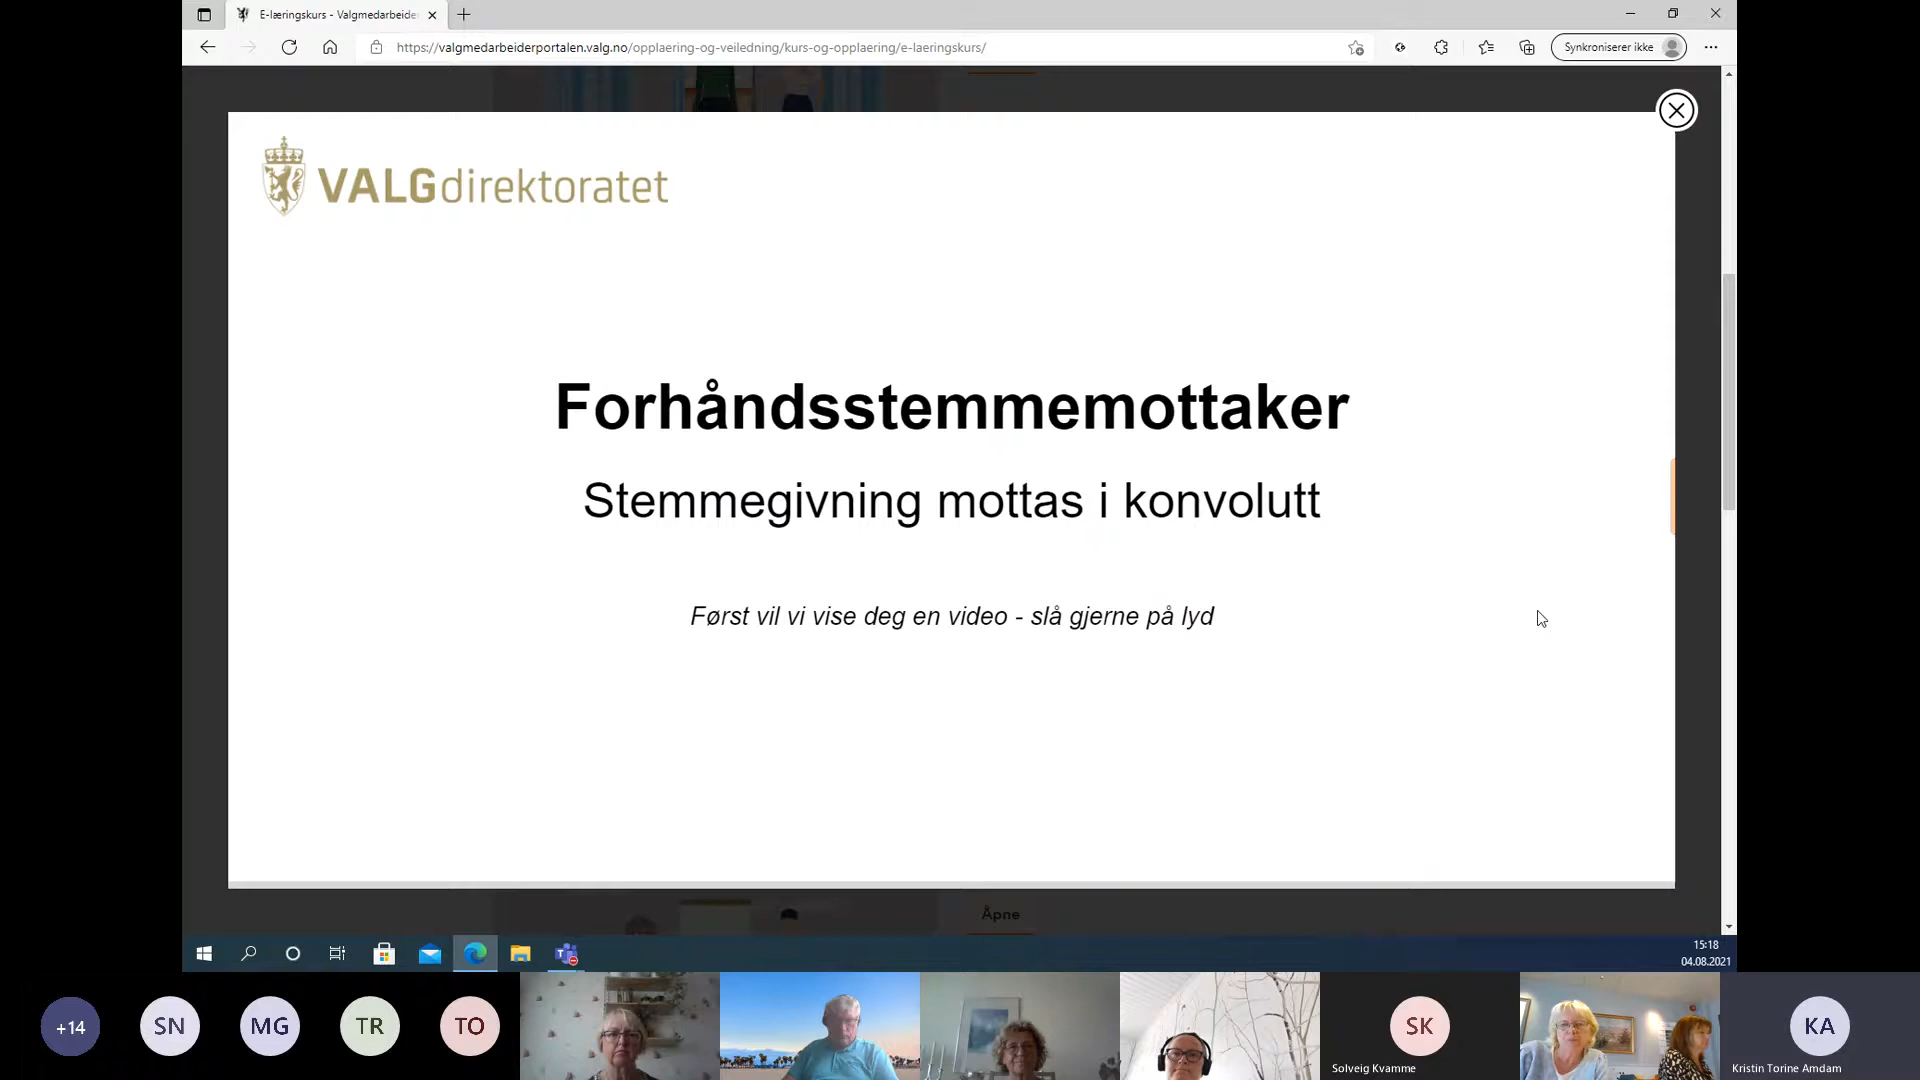 E-læringskurs - Valgmedarbeide
https://valgmedarbeiderportalen.valg.no/opplaering-og-veiledning/kurs-og-opplaering/e-laeringskurs/
Synkroniserer ikke
VALGdirektoratet
Forhåndsstemmemottaker
Stemmegivning mottas i konvolutt
Først vil vi vise deg en video - slå gjerne på lyd
Åpne
15:18
04.08.2021
+14
SN
MG
TR
TO
SK
KA
Solveig Kvamme
Kristin Torine Amdam